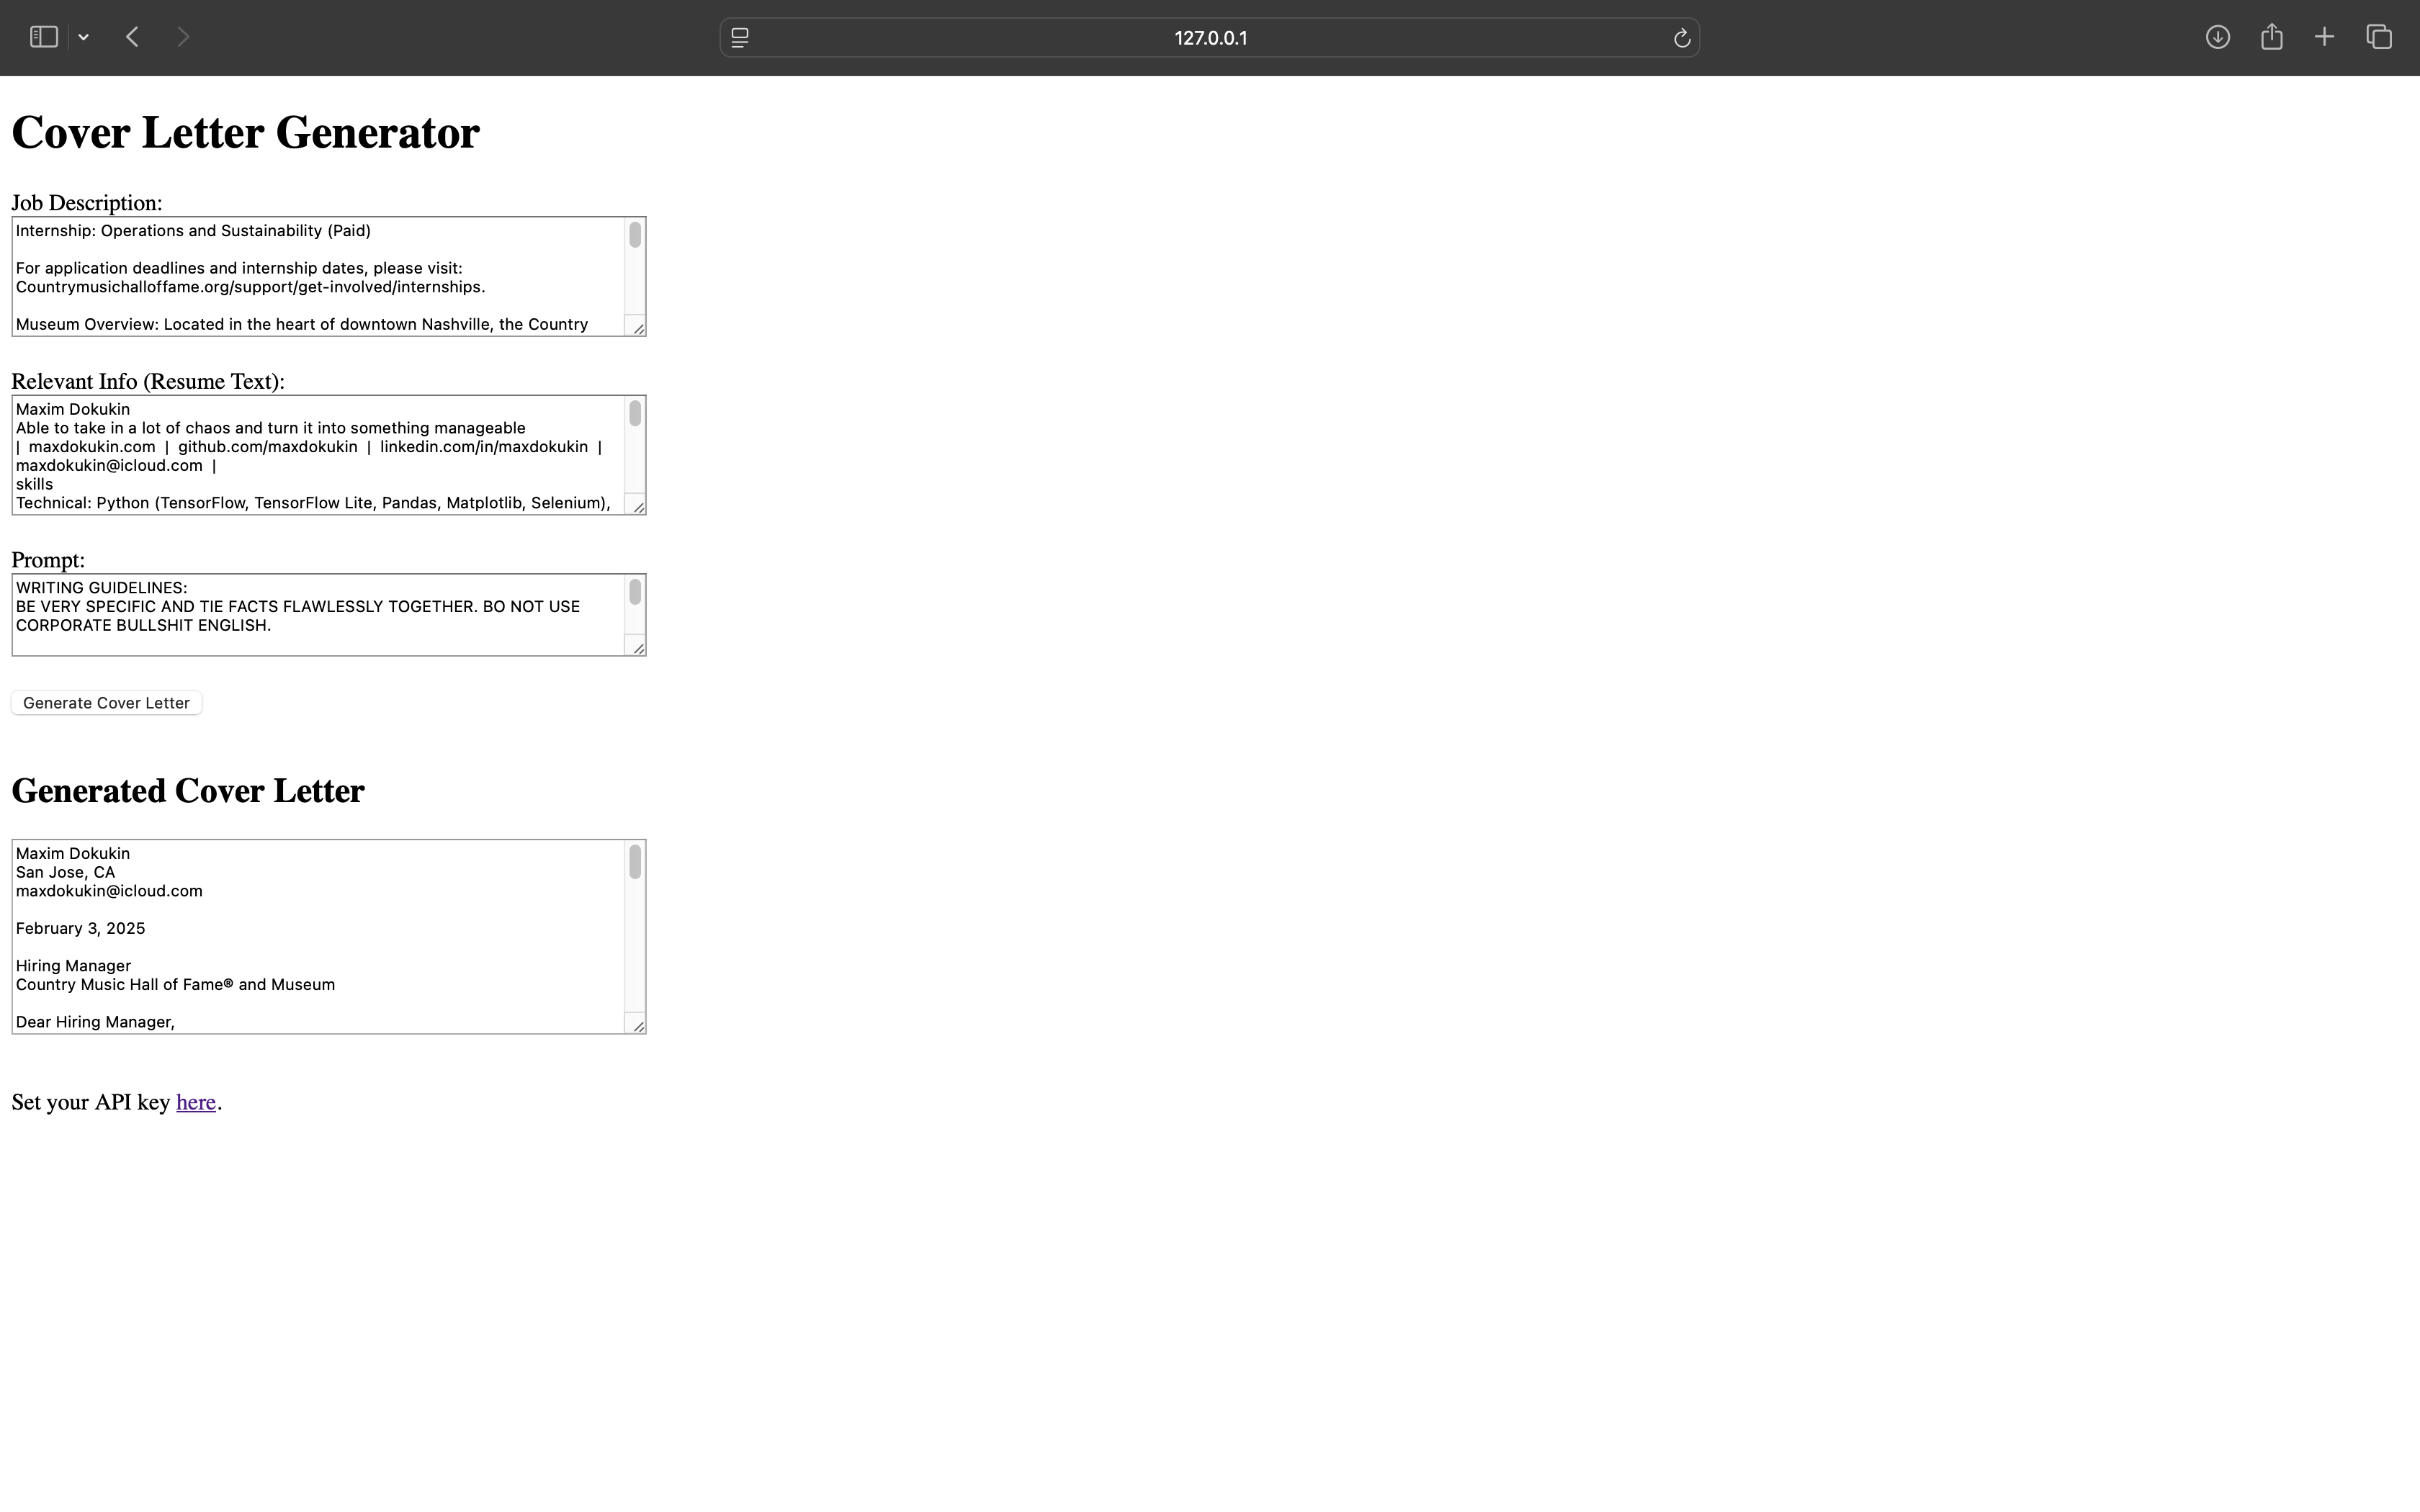 127.0.0.1
Cover Letter Generator
Job Description:
Internship: Operations and Sustainability (Paid)
For application deadlines and internship dates, please visit:
Countrymusichalloffame.org/support/get-involved/internships.
Museum Overview: Located in the heart of downtown Nashville, the Country
Relevant Info (Resume Text):
Maxim Dokukin
Able to take in a lot of chaos and turn it into something manageable
| maxdokukin.com | github.com/maxdokukin | linkedin.com/in/maxdokukin |
maxdokukin@icloud.com |
skills
Technical: Python (TensorFlow, TensorFlow Lite, Pandas, Matplotlib, Selenium),
Prompt:
WRITING GUIDELINES:
BE VERY SPECIFIC AND TIE FACTS FLAWLESSLY TOGETHER. BO NOT USE
CORPORATE BULLSHIT ENGLISH.
Generate Cover Letter
Generated Cover Letter
Maxim Dokukin
San Jose, CA
maxdokukin@icloud.com
February 3, 2025
Hiring Manager
Country Music Hall of Fame® and Museum
Dear Hiring Manager,
Set your API key here.